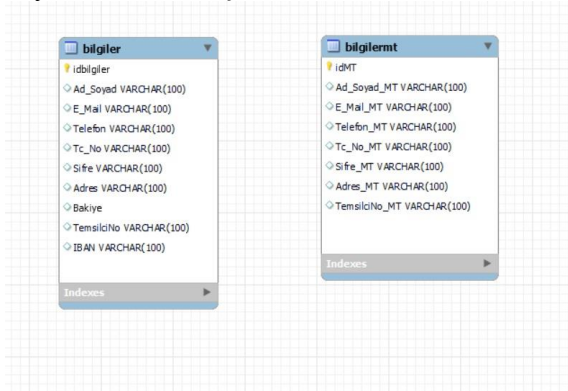 bilgiler
idbilgiler
Ad_Soyad VARCHAR(100)
E_Mail VARCHAR(100)
Telefon VARCHAR(100)
Tc_No VARCHAR(100)
Sifre VARCHAR(100)
Adres VARCHAR(100)
Bakiye
TemsilciNo VARCHAR(100)
IBAN VARCHAR(100)
Indexes
bilgilermt
idMT
Ad_Soyad_MT VARCHAR(100)
E_Mail_MT VARCHAR(100)
Telefon_MT VARCHAR(100)
Tc_No_MT VARCHAR(100)
Sifre_MT VARCHAR(100)
Adres_MT VARCHAR(100)
TemsilciNo_MT VARCHAR(100)
Indexes